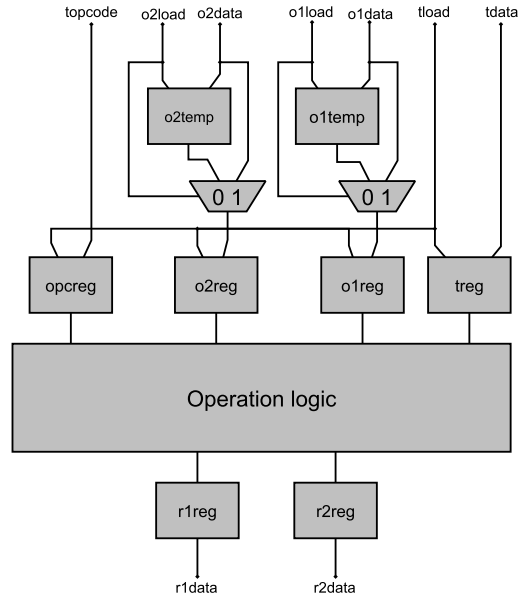 topcode o2load o2data o1load o1data tload tdata
o2temp o1temp
0 1 0 1
opcreg o2reg o1reg treg
Operation logic
r1reg r2reg
r1data r2data